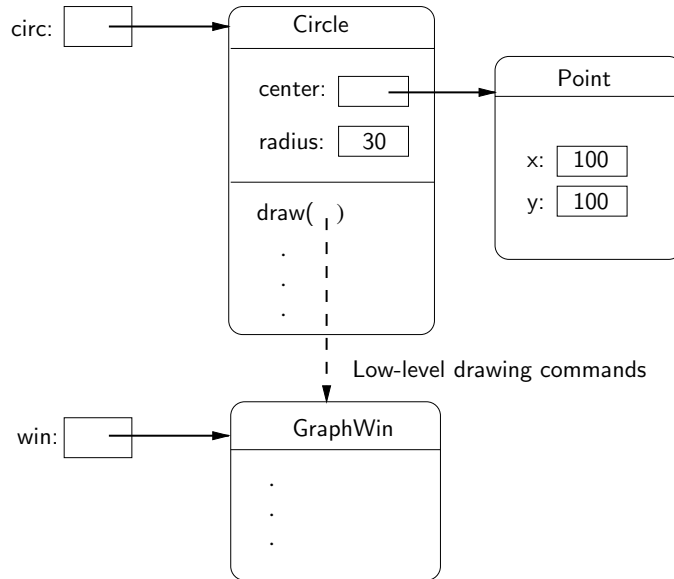 circ:
Circle
center:
radius: 30
draw( )
.
.
.
Point
x: 100
y: 100
Low-level drawing commands
win:
GraphWin
.
.
.